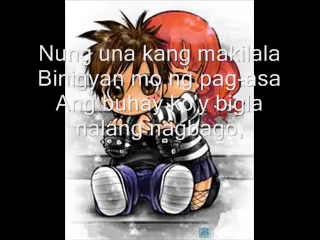 Nung una kang makilala
Binigyan mo ng pag-asa
Ang buhay ko'y bigla
nalang nagbago,